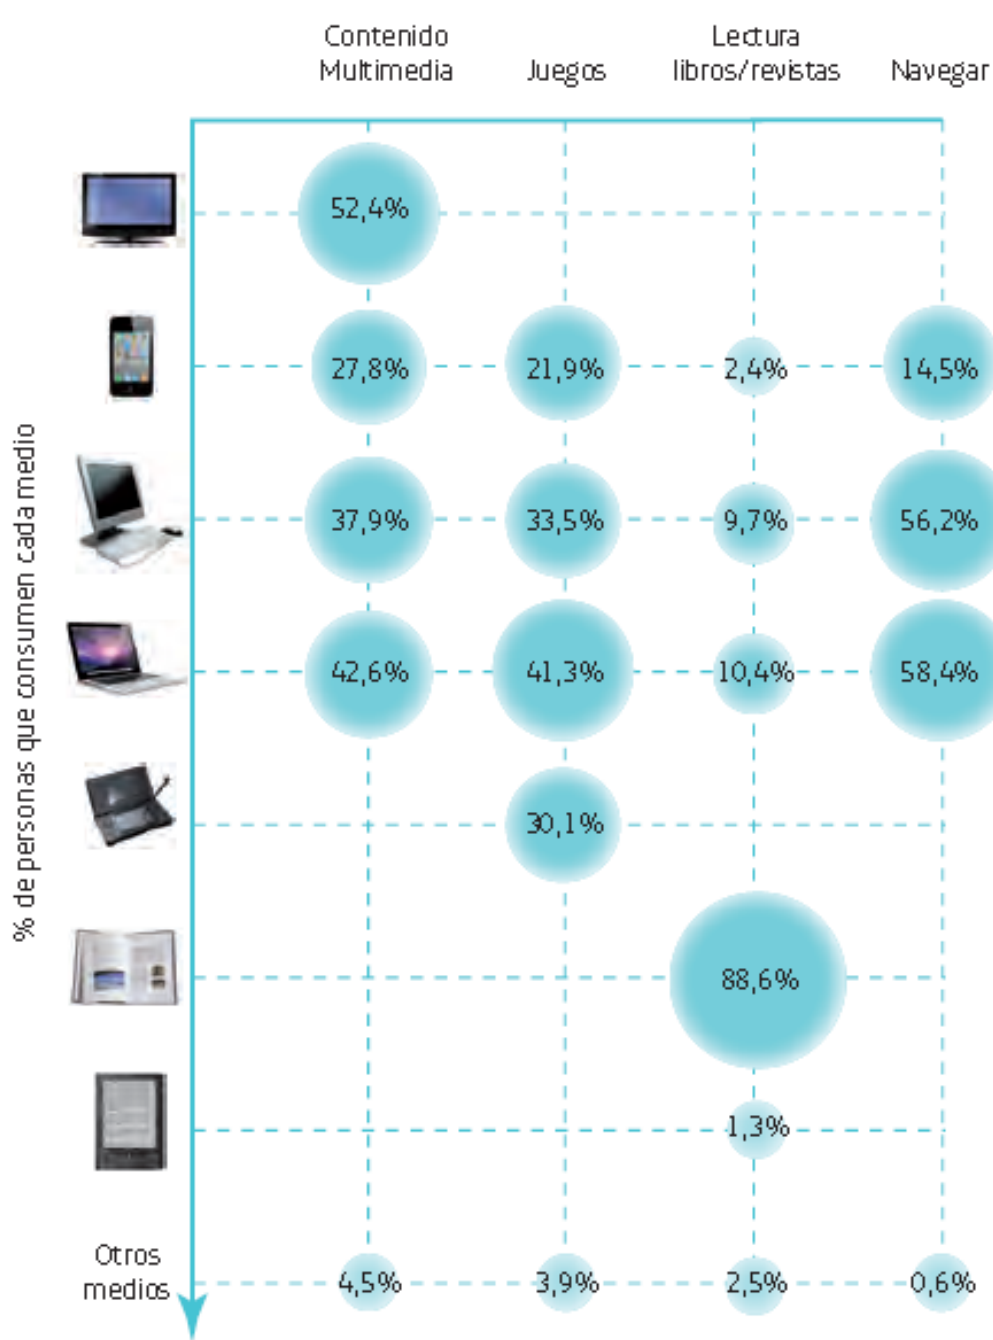 Contenido
Multimedia
Juegos
Lectura
libros/revistas
Navegar
% de personas que consumen cada medio
52,4%
27,8%
21,9%
2,4%
14,5%
37,9%
33,5%
9,7%
56,2%
42,6%
41,3%
10,4%
58,4%
30,1%
88,6%
1,3%
Otros
medios
4,5%
3,9%
2,5%
0,6%